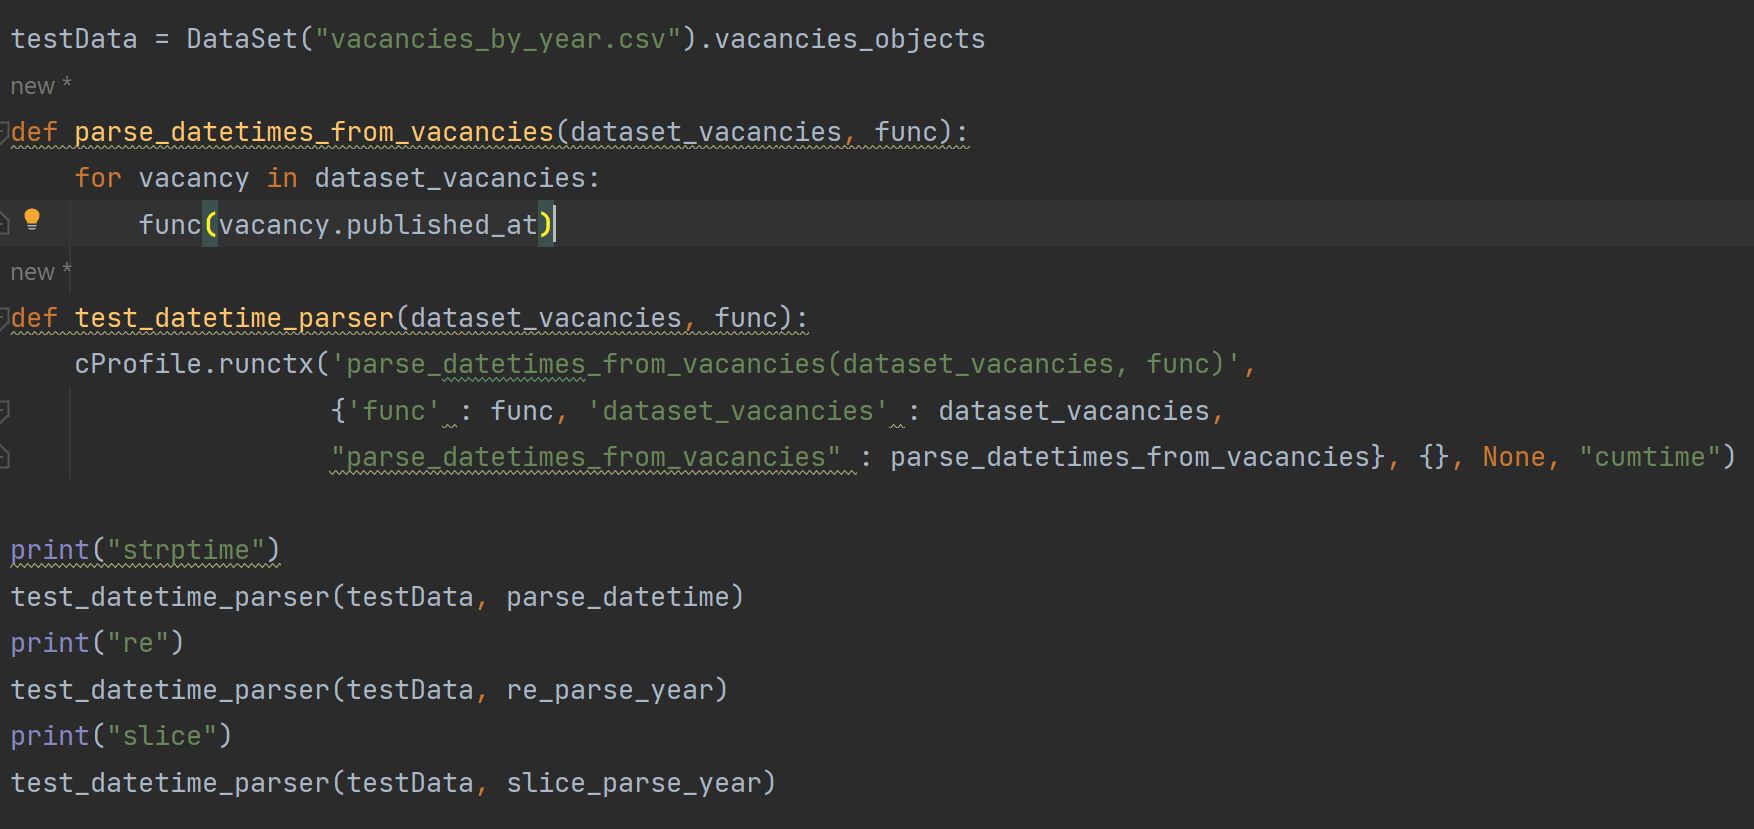 testData = DataSet("vacancies_by_year.csv").vacancies_objects
new *
def parse_datetimes_from_vacancies(dataset_vacancies, func):
    for vacancy in dataset_vacancies:
        func(vacancy.published_at)
new *
def test_datetime_parser(dataset_vacancies, func):
    cProfile.runctx('parse_datetimes_from_vacancies(dataset_vacancies, func)',
                    {'func' : func, 'dataset_vacancies' : dataset_vacancies,
                    "parse_datetimes_from_vacancies" : parse_datetimes_from_vacancies}, {}, None, "cumtime")
print("strptime")
test_datetime_parser(testData, parse_datetime)
print("re")
test_datetime_parser(testData, re_parse_year)
print("slice")
test_datetime_parser(testData, slice_parse_year)